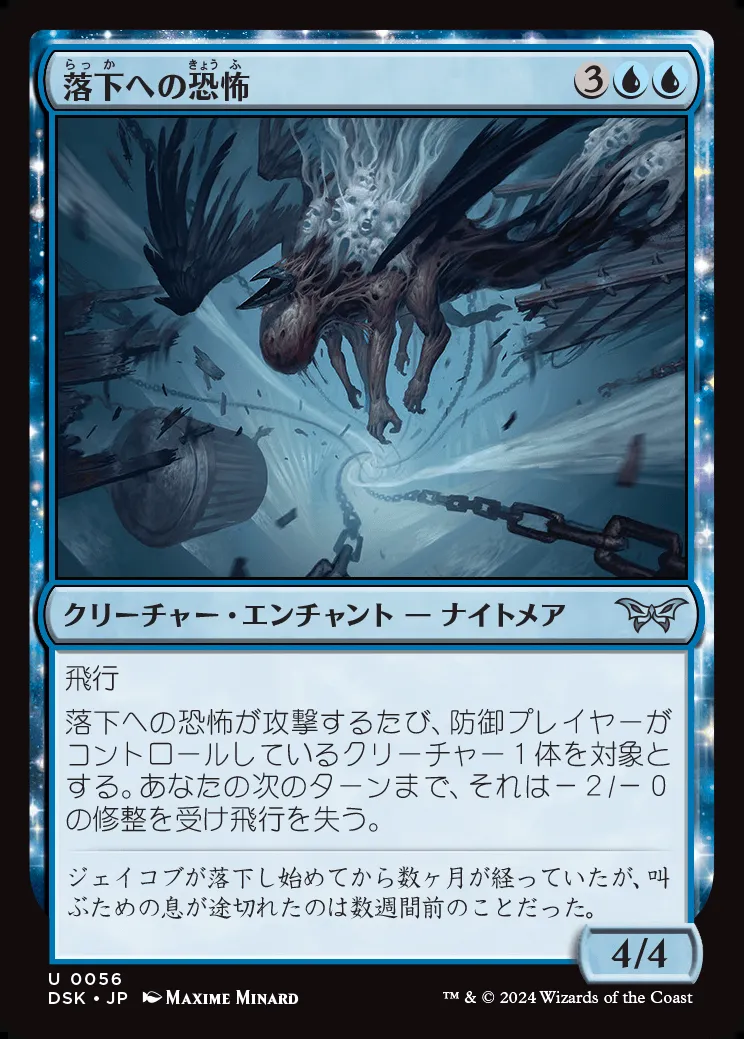 落下への恐怖 3
らっか きょうふ
クリーチャー・エンチャント — ナイトメア
飛行
落下への恐怖が攻撃するたび、防御プレイヤーが
コントロールしているクリーチャー1体を対象と
する。あなたの次のターンまで、それは-2/-0
の修整を受け飛行を失う。
ジェイコブが落下し始めてから数ヶ月が経っていたが、叫
ぶための息が途切れたのは数週間前のことだった。
4/4
U 0056
DSK • JP Maxime Minard
™ & © 2024 Wizards of the Coast